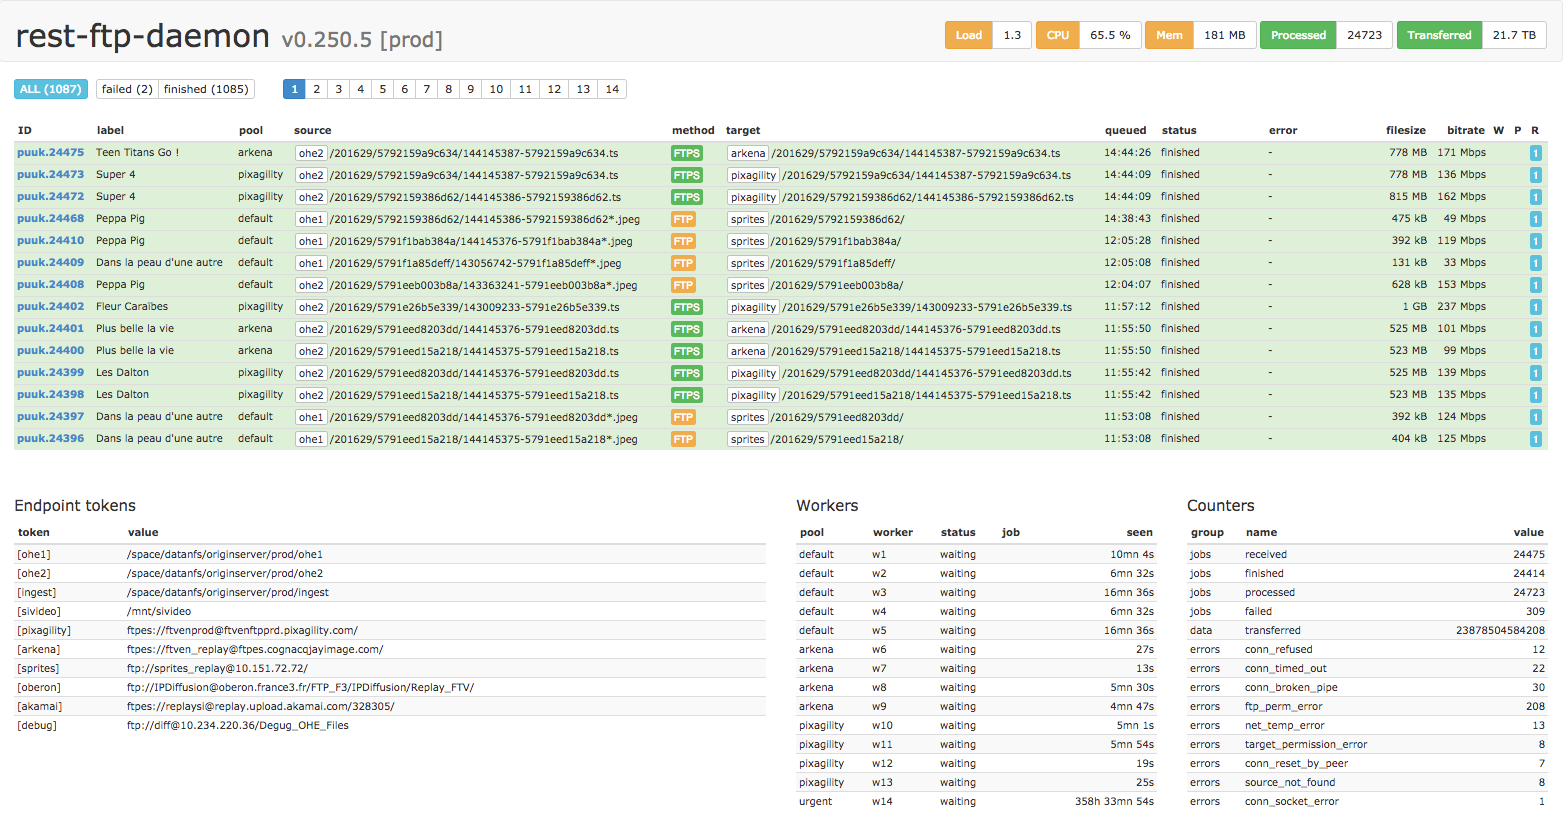 rest-ftp-daemon v0.250.5 [prod] Load 1.3 CPU 65.5 % Mem 181 MB Processed 24723 Transferred 21.7 TB
ALL (1087) failed (2) finished (1085) 1 2 3 4 5 6 7 8 9 10 11 12 13 14
ID label pool source method target queued status error filesize bitrate W P R
puuk.24475 Teen Titans Go ! arkena ohe2 /201629/5792159a9c634/144145387-5792159a9c634.ts FTPS arkena /201629/5792159a9c634/144145387-5792159a9c634.ts 14:44:26 finished - 778 MB 171 Mbps 1
puuk.24473 Super 4 pixagility ohe2 /201629/5792159a9c634/144145387-5792159a9c634.ts FTPS pixagility /201629/5792159a9c634/144145387-5792159a9c634.ts 14:44:09 finished - 778 MB 136 Mbps 1
puuk.24472 Super 4 pixagility ohe2 /201629/5792159386d62/144145386-5792159386d62.ts FTPS pixagility /201629/5792159386d62/144145386-5792159386d62.ts 14:44:09 finished - 815 MB 162 Mbps 1
puuk.24468 Peppa Pig default ohe1 /201629/5792159386d62/144145386-5792159386d62*.jpeg FTP sprites /201629/5792159386d62/ 14:38:43 finished - 475 kB 49 Mbps 1
puuk.24410 Peppa Pig default ohe1 /201629/5791f1bab384a/144145376-5791f1bab384a*.jpeg FTP sprites /201629/5791f1bab384a/ 12:05:28 finished - 392 kB 119 Mbps 1
puuk.24409 Dans la peau d'une autre default ohe1 /201629/5791f1a85deff/143056742-5791f1a85deff*.jpeg FTP sprites /201629/5791f1a85deff/ 12:05:08 finished - 131 kB 33 Mbps 1
puuk.24408 Peppa Pig default ohe2 /201629/5791eeb003b8a/143363241-5791eeb003b8a*.jpeg FTP sprites /201629/5791eeb003b8a/ 12:04:07 finished - 628 kB 153 Mbps 1
puuk.24402 Fleur Caraïbes pixagility ohe2 /201629/5791e26b5e339/143009233-5791e26b5e339.ts FTPS pixagility /201629/5791e26b5e339/143009233-5791e26b5e339.ts 11:57:12 finished - 1 GB 237 Mbps 1
puuk.24401 Plus belle la vie arkena ohe2 /201629/5791eed8203dd/144145376-5791eed8203dd.ts FTPS arkena /201629/5791eed8203dd/144145376-5791eed8203dd.ts 11:55:50 finished - 525 MB 101 Mbps 1
puuk.24400 Plus belle la vie arkena ohe2 /201629/5791eed15a218/144145375-5791eed15a218.ts FTPS arkena /201629/5791eed15a218/144145375-5791eed15a218.ts 11:55:50 finished - 523 MB 99 Mbps 1
puuk.24399 Les Dalton pixagility ohe2 /201629/5791eed8203dd/144145376-5791eed8203dd.ts FTPS pixagility /201629/5791eed8203dd/144145376-5791eed8203dd.ts 11:55:42 finished - 525 MB 139 Mbps 1
puuk.24398 Les Dalton pixagility ohe2 /201629/5791eed15a218/144145375-5791eed15a218.ts FTPS pixagility /201629/5791eed15a218/144145375-5791eed15a218.ts 11:55:42 finished - 523 MB 135 Mbps 1
puuk.24397 Dans la peau d'une autre default ohe1 /201629/5791eed8203dd/144145376-5791eed8203dd*.jpeg FTP sprites /201629/5791eed8203dd/ 11:53:08 finished - 392 kB 124 Mbps 1
puuk.24396 Dans la peau d'une autre default ohe1 /201629/5791eed15a218/144145375-5791eed15a218*.jpeg FTP sprites /201629/5791eed15a218/ 11:53:08 finished - 404 kB 125 Mbps 1
Endpoint tokens
token value
[ohe1] /space/datanfs/originserver/prod/ohe1
[ohe2] /space/datanfs/originserver/prod/ohe2
[ingest] /space/datanfs/originserver/prod/ingest
[sivideo] /mnt/sivideo
[pixagility] ftpes://ftvenprod@ftvenftpprd.pixagility.com/
[arkena] ftpes://ftven_replay@ftpes.cognacqjayimage.com/
[sprites] ftp://sprites_replay@10.151.72.72/
[oberon] ftp://IPDiffusion@oberon.france3.fr/FTP_F3/IPDiffusion/Replay_FTV/
[akamai] ftpes://replaysi@replay.upload.akamai.com/328305/
[debug] ftp://diff@10.234.220.36/Degug_OHE_Files
Workers
pool worker status job seen
default w1 waiting 10mn 4s
default w2 waiting 6mn 32s
default w3 waiting 16mn 36s
default w4 waiting 6mn 32s
default w5 waiting 16mn 36s
arkena w6 waiting 27s
arkena w7 waiting 13s
arkena w8 waiting 5mn 30s
arkena w9 waiting 4mn 47s
pixagility w10 waiting 5mn 1s
pixagility w11 waiting 5mn 54s
pixagility w12 waiting 19s
pixagility w13 waiting 25s
urgent w14 waiting 358h 33mn 54s
Counters
group name value
jobs received 24475
jobs finished 24414
jobs processed 24723
jobs failed 309
data transferred 23878504584208
errors conn_refused 12
errors conn_timed_out 22
errors conn_broken_pipe 30
errors ftp_perm_error 208
errors net_temp_error 13
errors target_permission_error 8
errors conn_reset_by_peer 7
errors source_not_found 8
errors conn_socket_error 1